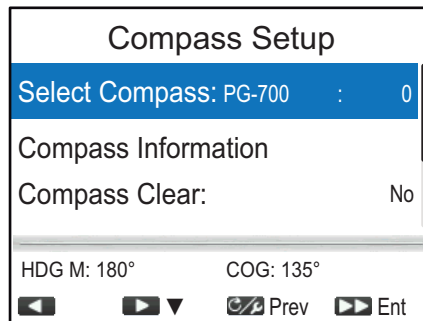 Compass Setup
Select Compass: PG-700 : 0
Compass Information
Compass Clear: No
HDG M: 180° COG: 135°
Prev Ent